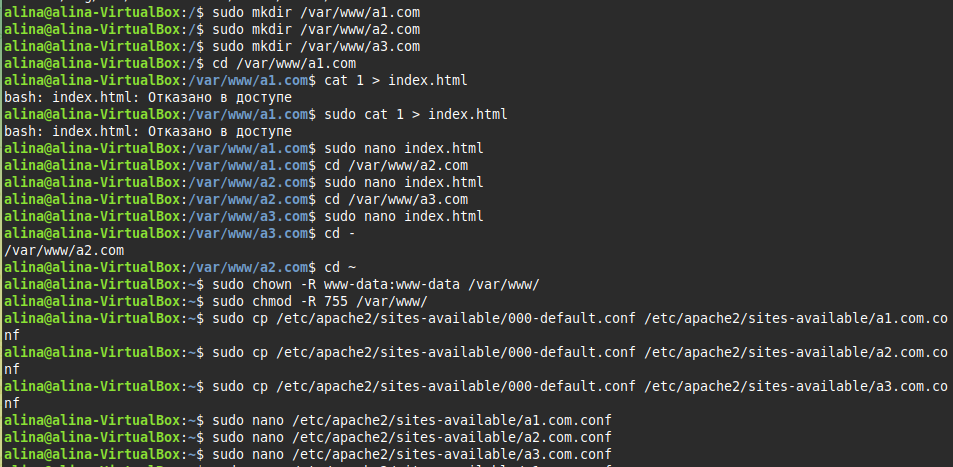 alina@alina-VirtualBox:/$ sudo mkdir /var/www/a1.com
alina@alina-VirtualBox:/$ sudo mkdir /var/www/a2.com
alina@alina-VirtualBox:/$ sudo mkdir /var/www/a3.com
alina@alina-VirtualBox:/$ cd /var/www/a1.com
alina@alina-VirtualBox:/var/www/a1.com$ cat 1 > index.html
bash: index.html: Отказано в доступе
alina@alina-VirtualBox:/var/www/a1.com$ sudo cat 1 > index.html
bash: index.html: Отказано в доступе
alina@alina-VirtualBox:/var/www/a1.com$ sudo nano index.html
alina@alina-VirtualBox:/var/www/a1.com$ cd /var/www/a2.com
alina@alina-VirtualBox:/var/www/a2.com$ sudo nano index.html
alina@alina-VirtualBox:/var/www/a2.com$ cd /var/www/a3.com
alina@alina-VirtualBox:/var/www/a3.com$ sudo nano index.html
alina@alina-VirtualBox:/var/www/a3.com$ cd -
/var/www/a2.com
alina@alina-VirtualBox:/var/www/a2.com$ cd ~
alina@alina-VirtualBox:~$ sudo chown -R www-data:www-data /var/www/
alina@alina-VirtualBox:~$ sudo chmod -R 755 /var/www/
alina@alina-VirtualBox:~$ sudo cp /etc/apache2/sites-available/000-default.conf /etc/apache2/sites-available/a1.com.co
nf
alina@alina-VirtualBox:~$ sudo cp /etc/apache2/sites-available/000-default.conf /etc/apache2/sites-available/a2.com.co
nf
alina@alina-VirtualBox:~$ sudo cp /etc/apache2/sites-available/000-default.conf /etc/apache2/sites-available/a3.com.co
nf
alina@alina-VirtualBox:~$ sudo nano /etc/apache2/sites-available/a1.com.conf
alina@alina-VirtualBox:~$ sudo nano /etc/apache2/sites-available/a2.com.conf
alina@alina-VirtualBox:~$ sudo nano /etc/apache2/sites-available/a3.com.conf